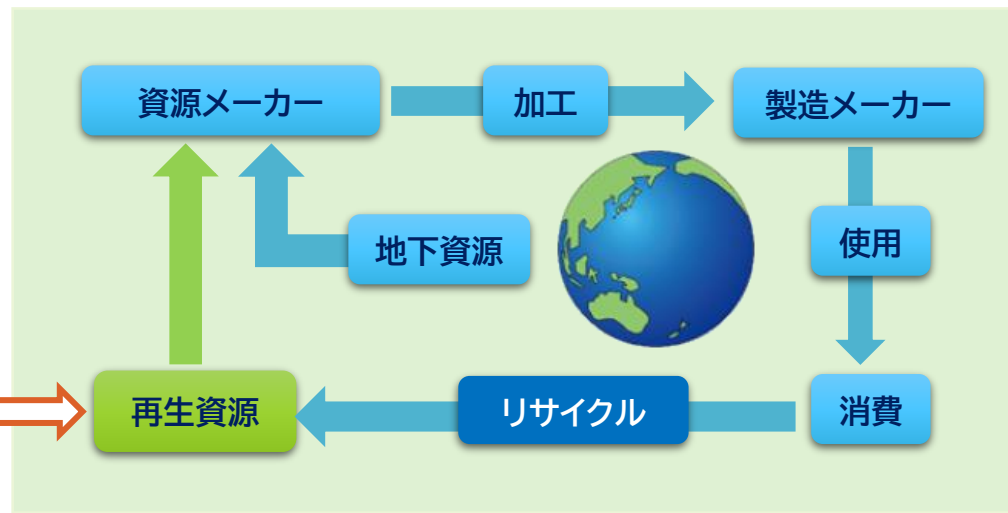 資源メーカー
加工
製造メーカー
地下資源
使用
再生資源
リサイクル
消費